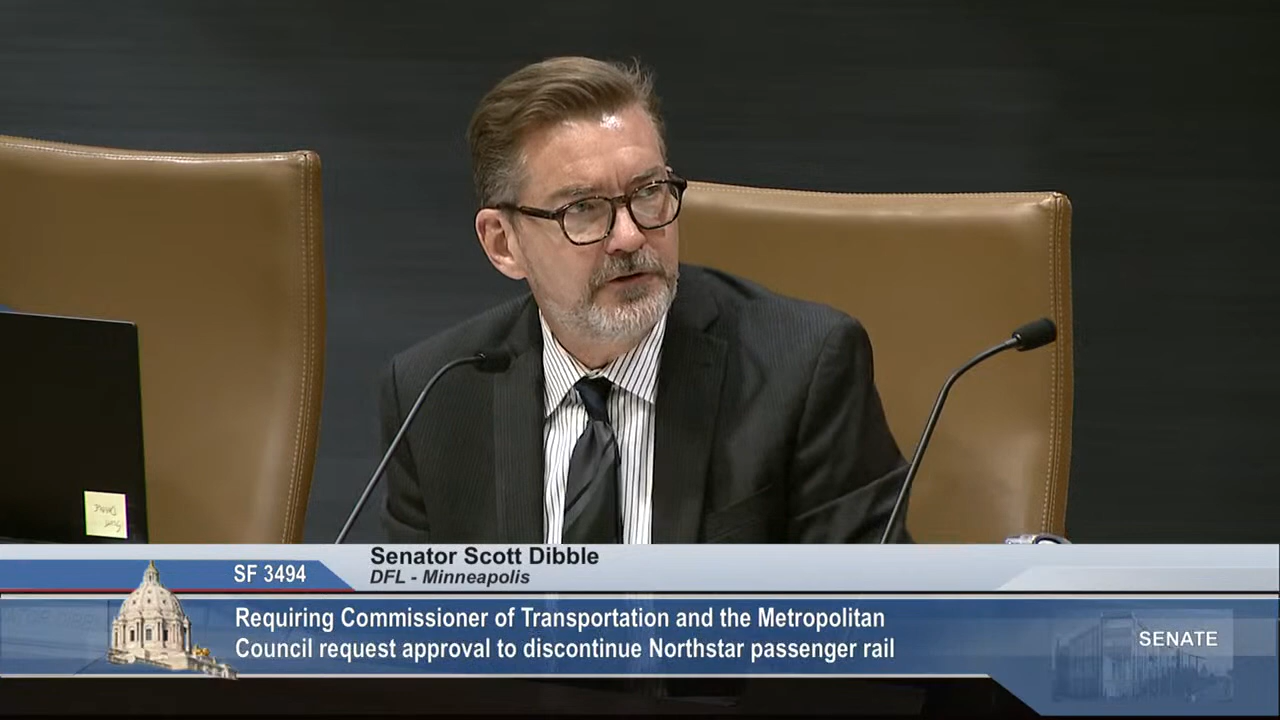 Senator Scott Dibble
SF 3494
DFL - Minneapolis
Requiring Commissioner of Transportation and the Metropolitan
Council request approval to discontinue Northstar passenger rail
SENATE